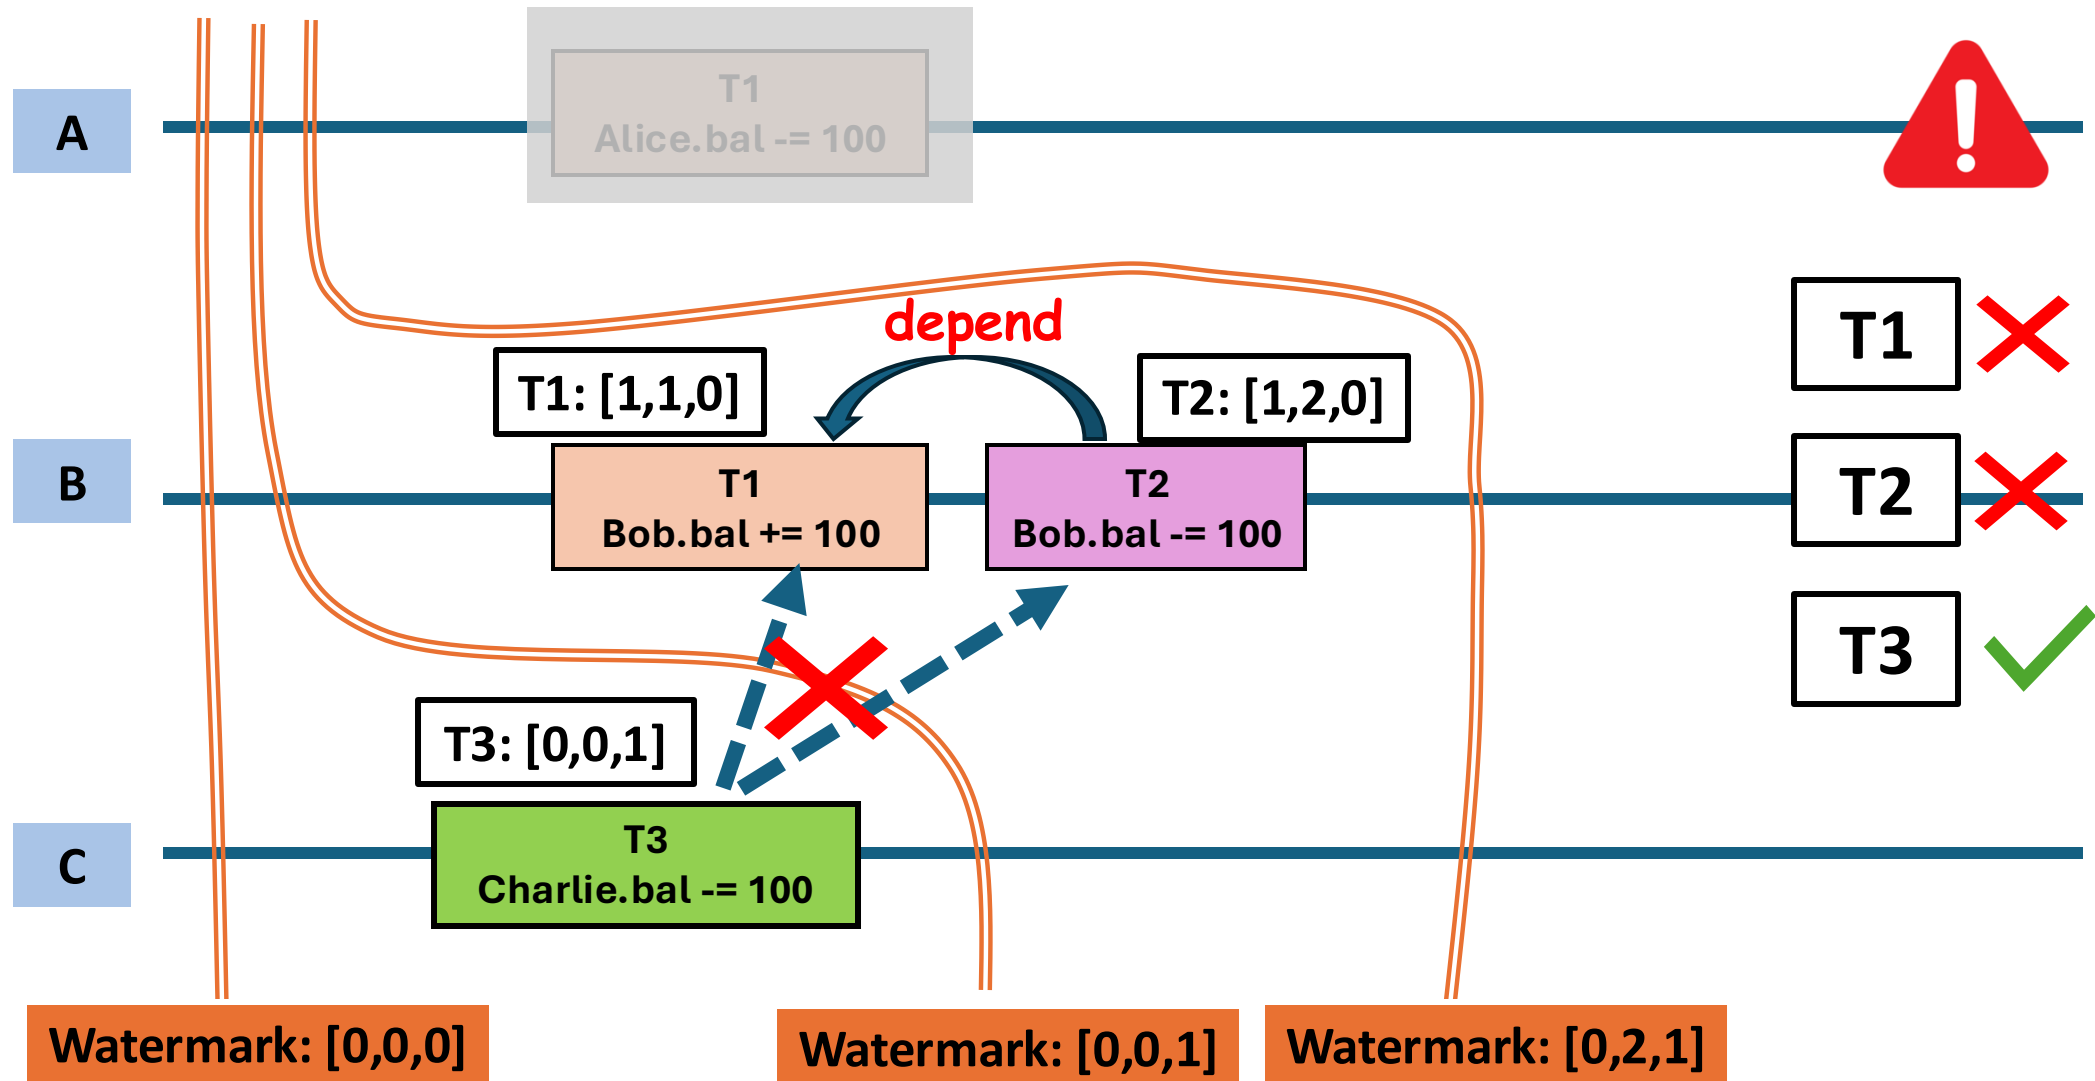 T1
Alice.bal -= 100
A
depend
T1: [1,1,0]
T2: [1,2,0]
T1
B
T1
Bob.bal += 100
T2
Bob.bal -= 100
T2
T3: [0,0,1]
T3
C
T3
Charlie.bal -= 100
Watermark: [0,0,0]
Watermark: [0,0,1]
Watermark: [0,2,1]